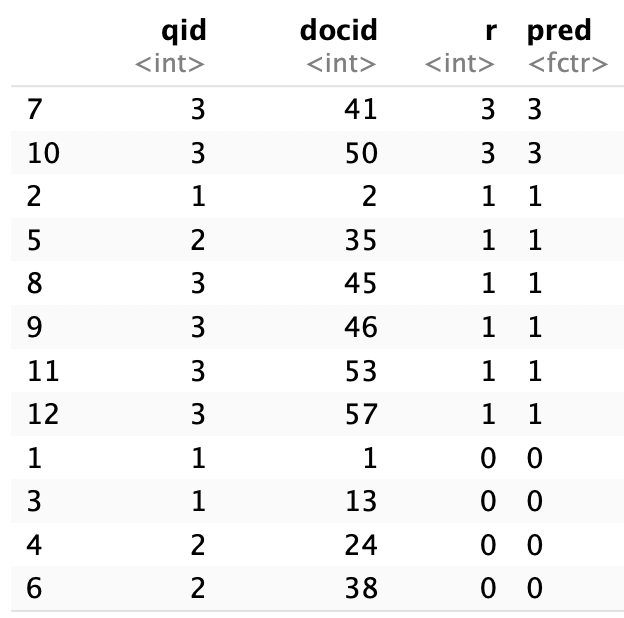 qid docid r pred
<int> <int> <int> <fctr>
7 3 41 3 3
10 3 50 3 3
2 1 2 1 1
5 2 35 1 1
8 3 45 1 1
9 3 46 1 1
11 3 53 1 1
12 3 57 1 1
1 1 1 0 0
3 1 13 0 0
4 2 24 0 0
6 2 38 0 0